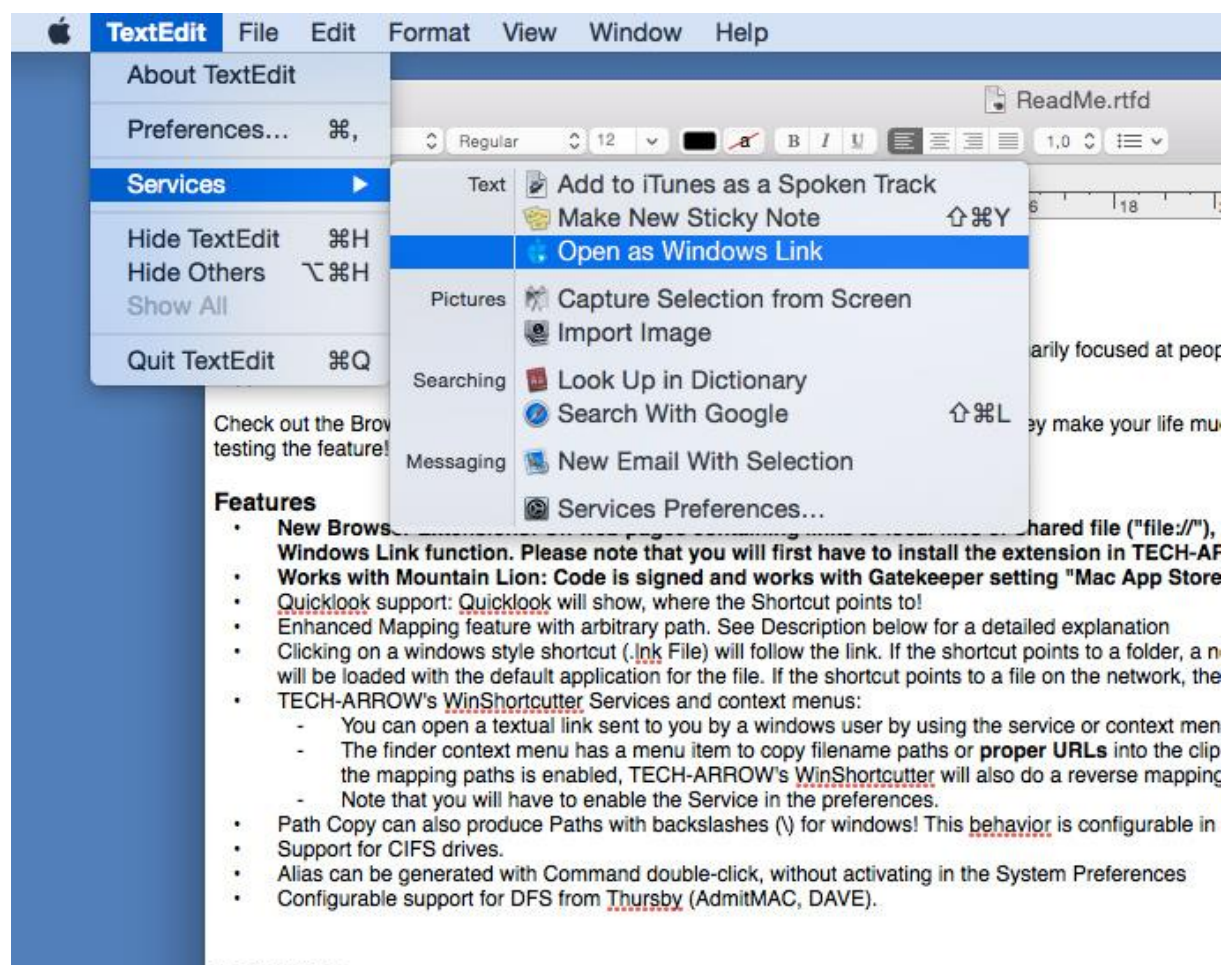 TextEdit File Edit Format View Window Help
About TextEdit
Preferences... ⌘,
Services ▶
Hide TextEdit ⌘H
Hide Others ⌥⌘H
Show All
Quit TextEdit ⌘Q
ReadMe.rtfd
Regular 12 a B I U 1,0
18
Text Add to iTunes as a Spoken Track
Make New Sticky Note ⇧⌘Y
Open as Windows Link
Pictures Capture Selection from Screen
Import Image
Searching Look Up in Dictionary
Search With Google ⇧⌘L
Messaging New Email With Selection
Services Preferences...
arily focused at peop
Check out the Brow ey make your life muc
testing the feature!
Features
• New Brows hared file ("file://"),
Windows Link function. Please note that you will first have to install the extension in TECH-AR
• Works with Mountain Lion: Code is signed and works with Gatekeeper setting "Mac App Store
• Quicklook support: Quicklook will show, where the Shortcut points to!
• Enhanced Mapping feature with arbitrary path. See Description below for a detailed explanation
• Clicking on a windows style shortcut (.lnk File) will follow the link. If the shortcut points to a folder, a n
will be loaded with the default application for the file. If the shortcut points to a file on the network, the
• TECH-ARROW's WinShortcutter Services and context menus:
- You can open a textual link sent to you by a windows user by using the service or context men
- The finder context menu has a menu item to copy filename paths or proper URLs into the clip
the mapping paths is enabled, TECH-ARROW's WinShortcutter will also do a reverse mapping
- Note that you will have to enable the Service in the preferences.
• Path Copy can also produce Paths with backslashes (\) for windows! This behavior is configurable in
• Support for CIFS drives.
• Alias can be generated with Command double-click, without activating in the System Preferences
• Configurable support for DFS from Thursby (AdmitMAC, DAVE).